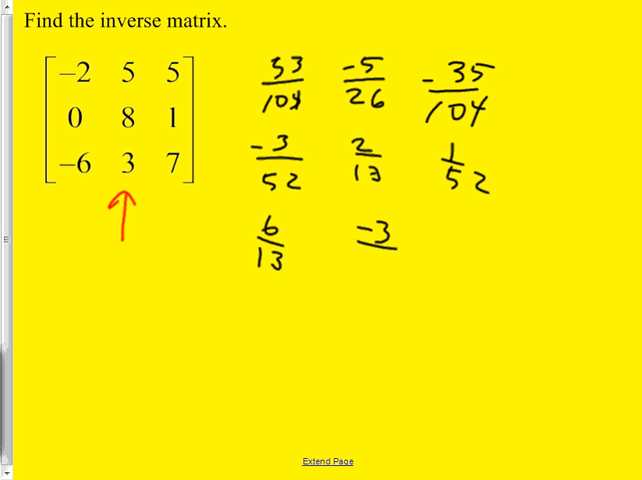 Find the inverse matrix.
-2 5 5 53/104 -5/26 -35/104
0 8 1 -3/52 2/13 1/52
-6 3 7 6/13 -3/
Extend Page